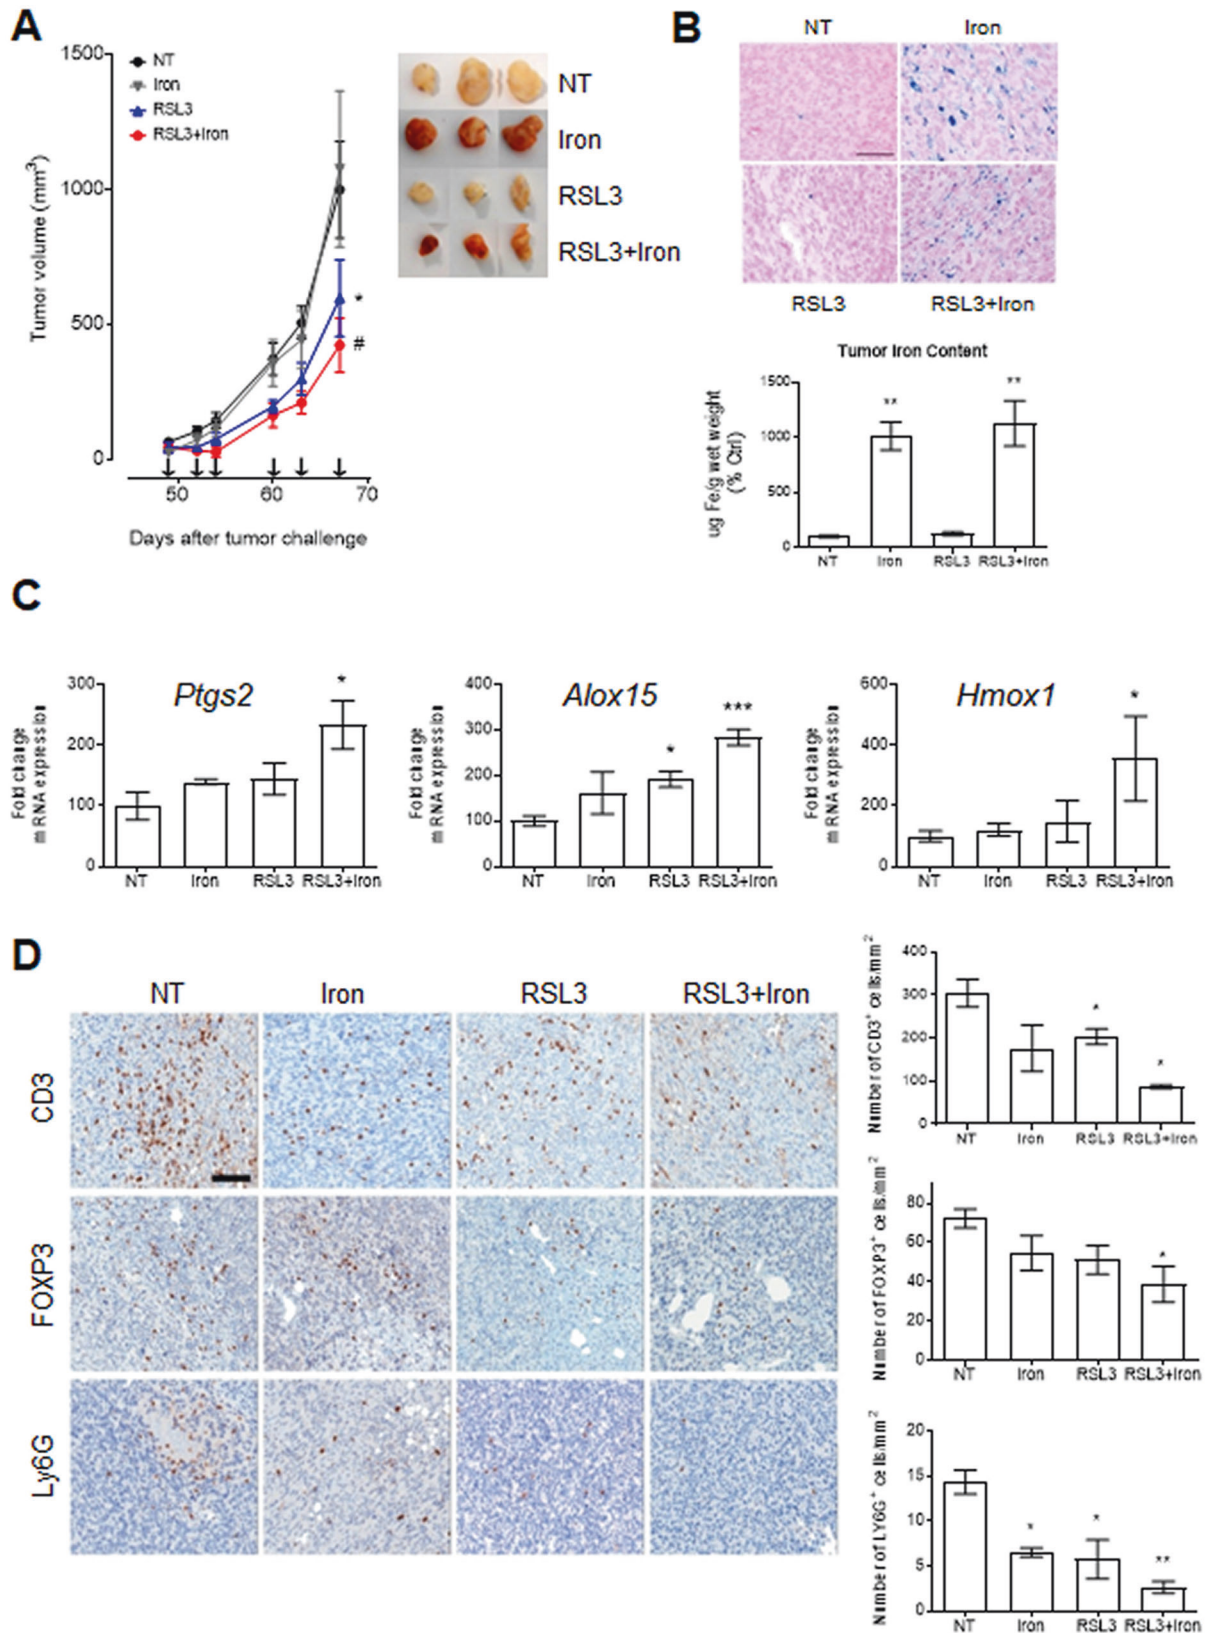 A
1500
1000
500
0
Tumor volume (mm³)
NT
Iron
RSL3
RSL3+Iron
*
#
50
60
70
Days after tumor challenge
NT
Iron
RSL3
RSL3+Iron
B
NT
Iron
RSL3
RSL3+Iron
Tumor Iron Content
ug Fe/g wet weight
(% Ctrl)
1500
1000
500
0
**
**
NT
Iron
RSL3
RSL3+Iron
C
Ptgs2
Fold change
mRNA expression
300
200
100
0
*
NT
Iron
RSL3
RSL3+Iron
Alox15
Fold change
mRNA expression
400
300
200
100
0
*
***
NT
Iron
RSL3
RSL3+Iron
Hmox1
Fold change
mRNA expression
600
400
200
0
*
NT
Iron
RSL3
RSL3+Iron
D
NT
Iron
RSL3
RSL3+Iron
CD3
FOXP3
Ly6G
Number of CD3⁺ cells/mm²
400
300
200
100
0
*
*
NT
Iron
RSL3
RSL3+Iron
Number of FOXP3⁺ cells/mm²
80
60
40
20
0
*
NT
Iron
RSL3
RSL3+Iron
Number of LY6G⁺ cells/mm²
20
15
10
5
0
*
*
**
NT
Iron
RSL3
RSL3+Iron